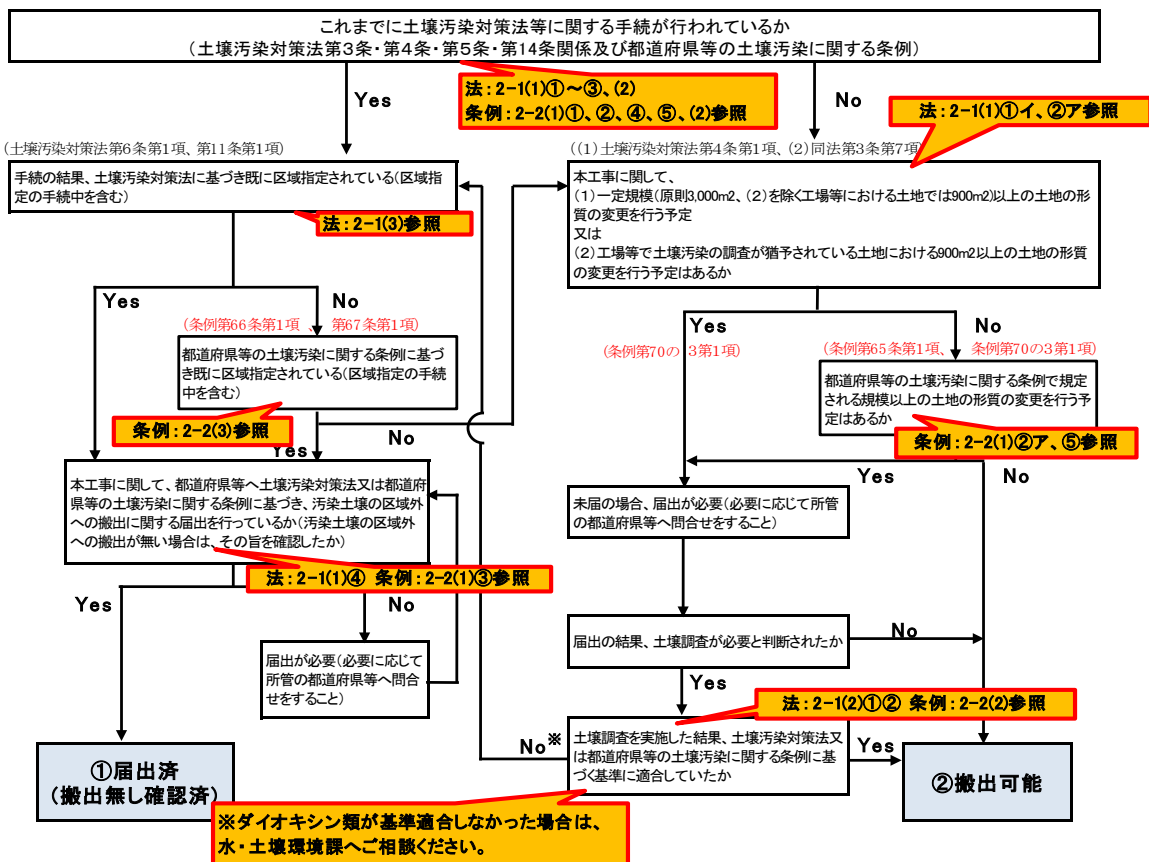 これまでに土壌汚染対策法等に関する手続が行われているか
（土壌汚染対策法第3条・第4条・第5条・第14条関係及び都道府県等の土壌汚染に関する条例）
Yes
法：2-1(1)①～③、(2)
条例：2-2(1)①、②、④、⑤、(2)参照
No
法：2-1(1)①イ、②ア参照
(土壌汚染対策法第6条第1項、第11条第1項)
手続の結果、土壌汚染対策法に基づき既に区域指定されている(区域指
定の手続中を含む)
法：2-1(3)参照
((1)土壌汚染対策法第4条第1項、(2)同法第3条第7項)
本工事に関して、
(1)一定規模(原則3,000m2、(2)を除く工場等における土地では900m2)以上の土地の形
質の変更を行う予定
又は
(2)工場等で土壌汚染の調査が猶予されている土地における900m2以上の土地の形質
の変更を行う予定はあるか
Yes
No
(条例第66条第1項 、 第67条第1項)
都道府県等の土壌汚染に関する条例に基づ
き既に区域指定されている(区域指定の手続
中を含む)
条例：2-2(3)参照
No
Yes
Yes
(条例第70の 3第1項)
No
(条例第65条第1項、 条例第70の3第1項)
都道府県等の土壌汚染に関する条例で規定
される規模以上の土地の形質の変更を行う予
定はあるか
条例：2-2(1)②ア、⑤参照
Yes
No
本工事に関して、都道府県等へ土壌汚染対策法又は都道府
県等の土壌汚染に関する条例に基づき、汚染土壌の区域外
への搬出に関する届出を行っているか(汚染土壌の区域外
への搬出が無い場合は、その旨を確認したか)
法：2-1(1)④ 条例：2-2(1)③参照
Yes
No
届出が必要(必要に応じて
所管の都道府県等へ問合
せをすること)
未届の場合、届出が必要(必要に応じて所管
の都道府県等へ問合せをすること)
届出の結果、土壌調査が必要と判断されたか
No
Yes
法：2-1(2)①② 条例：2-2(2)参照
土壌調査を実施した結果、土壌汚染対策法又
は都道府県等の土壌汚染に関する条例に基
づく基準に適合していたか
No※
Yes
①届出済
(搬出無し確認済)
②搬出可能
※ダイオキシン類が基準適合しなかった場合は、
水・土壌環境課へご相談ください。